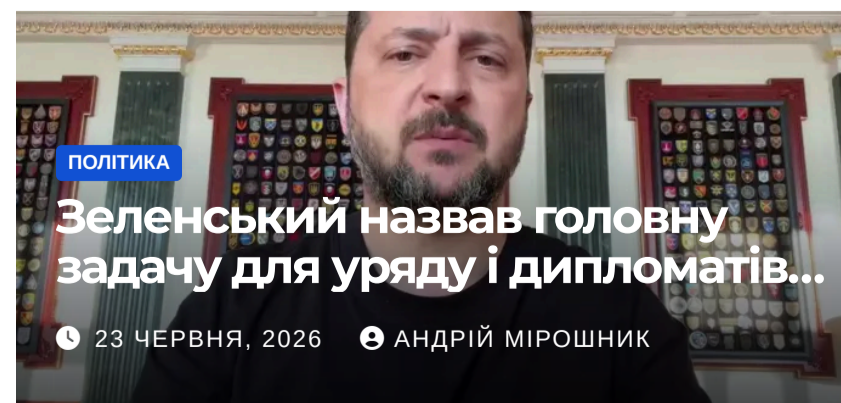 ПОЛІТИКА
Зеленський назвав головну
задачу для уряду і дипломатів...
23 ЧЕРВНЯ, 2026 АНДРІЙ МІРОШНИК